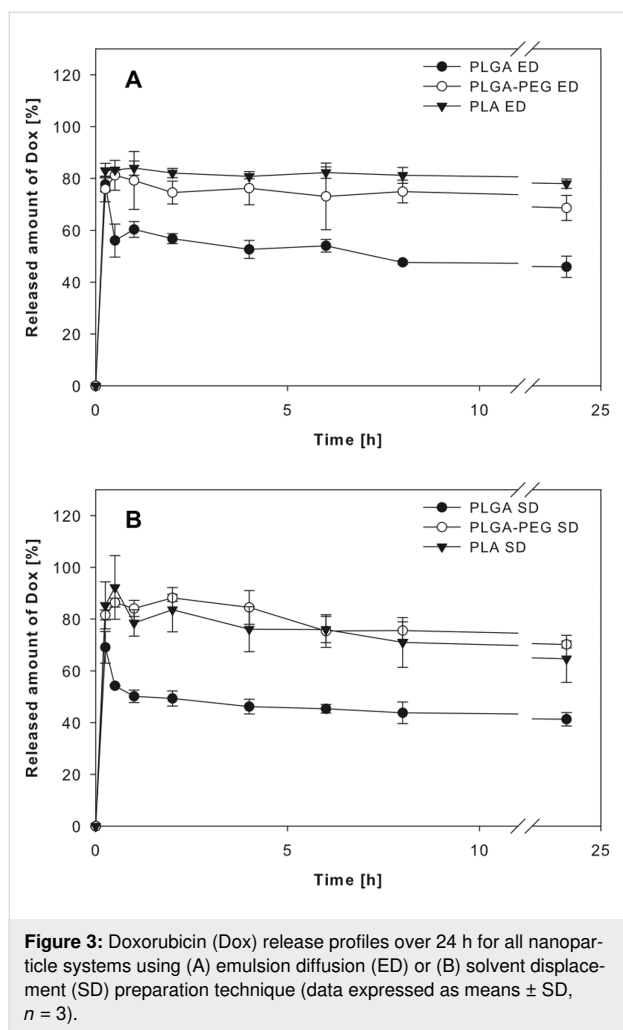 A
PLGA ED
PLGA-PEG ED
PLA ED
Released amount of Dox [%]
120
100
80
60
40
20
0
0 5 10 25
Time [h]
B
PLGA SD
PLGA-PEG SD
PLA SD
Released amount of Dox [%]
120
100
80
60
40
20
0
0 5 10 25
Time [h]
Figure 3: Doxorubicin (Dox) release profiles over 24 h for all nanopar-
ticle systems using (A) emulsion diffusion (ED) or (B) solvent displace-
ment (SD) preparation technique (data expressed as means ± SD,
n = 3).